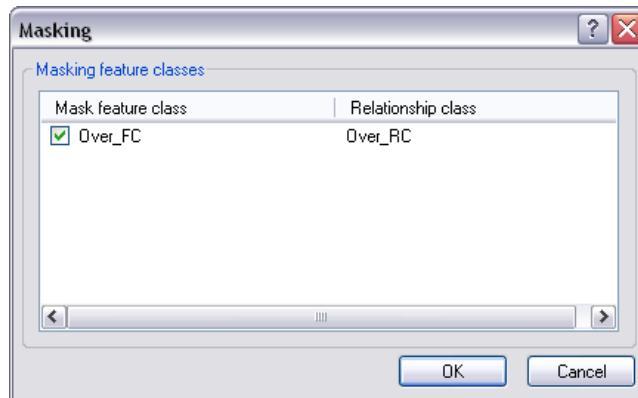 Masking
Masking feature classes
Mask feature class Relationship class
Over_FC Over_RC
OK Cancel